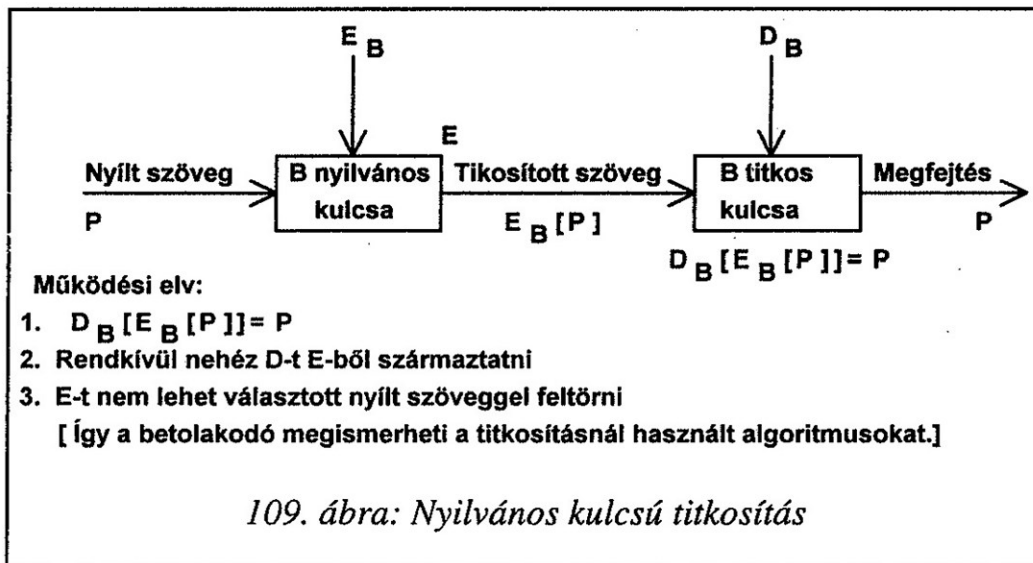 E B
D B
E
Nyílt szöveg
B nyilvános
kulcsa
Tikosított szöveg
B titkos
kulcsa
Megfejtés
P
E B [P]
P
D B [E B [P]]= P
Működési elv:
1. D B [E B [P]]= P
2. Rendkívül nehéz D-t E-ből származtatni
3. E-t nem lehet választott nyílt szöveggel feltörni
[ Így a betolakodó megismerheti a titkosításnál használt algoritmusokat.]
109. ábra: Nyilvános kulcsú titkosítás